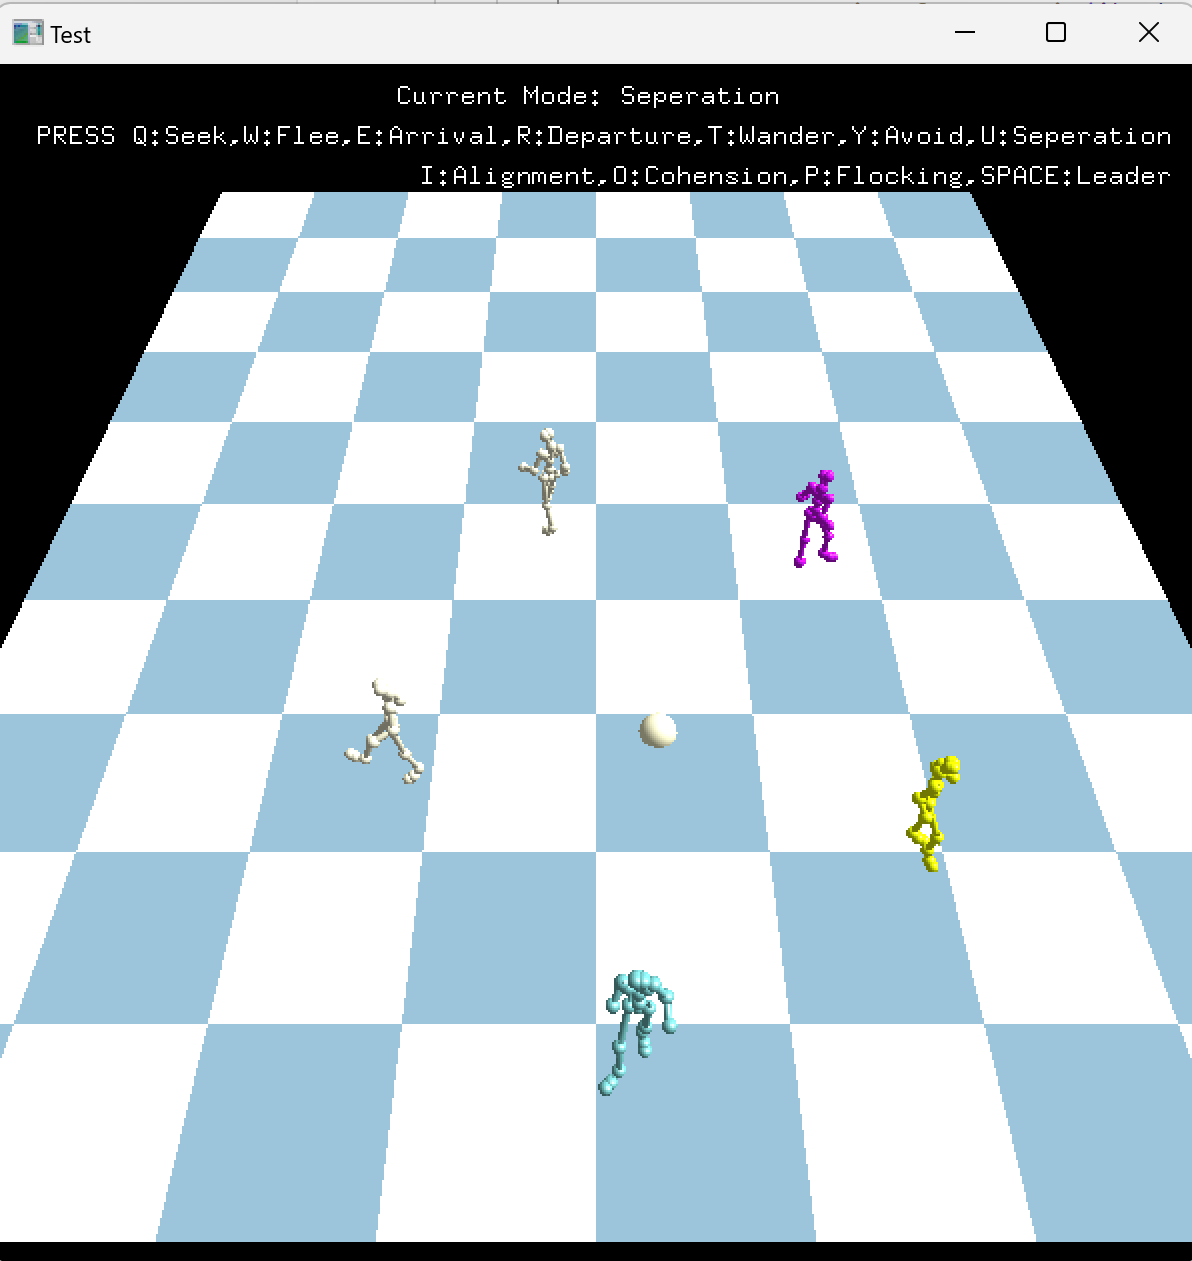 Test
Current Mode: Seperation
PRESS Q:Seek,W:Flee,E:Arrival,R:Departure,T:Wander,Y:Avoid,U:Seperation
I:Alignment,O:Cohension,P:Flocking,SPACE:Leader